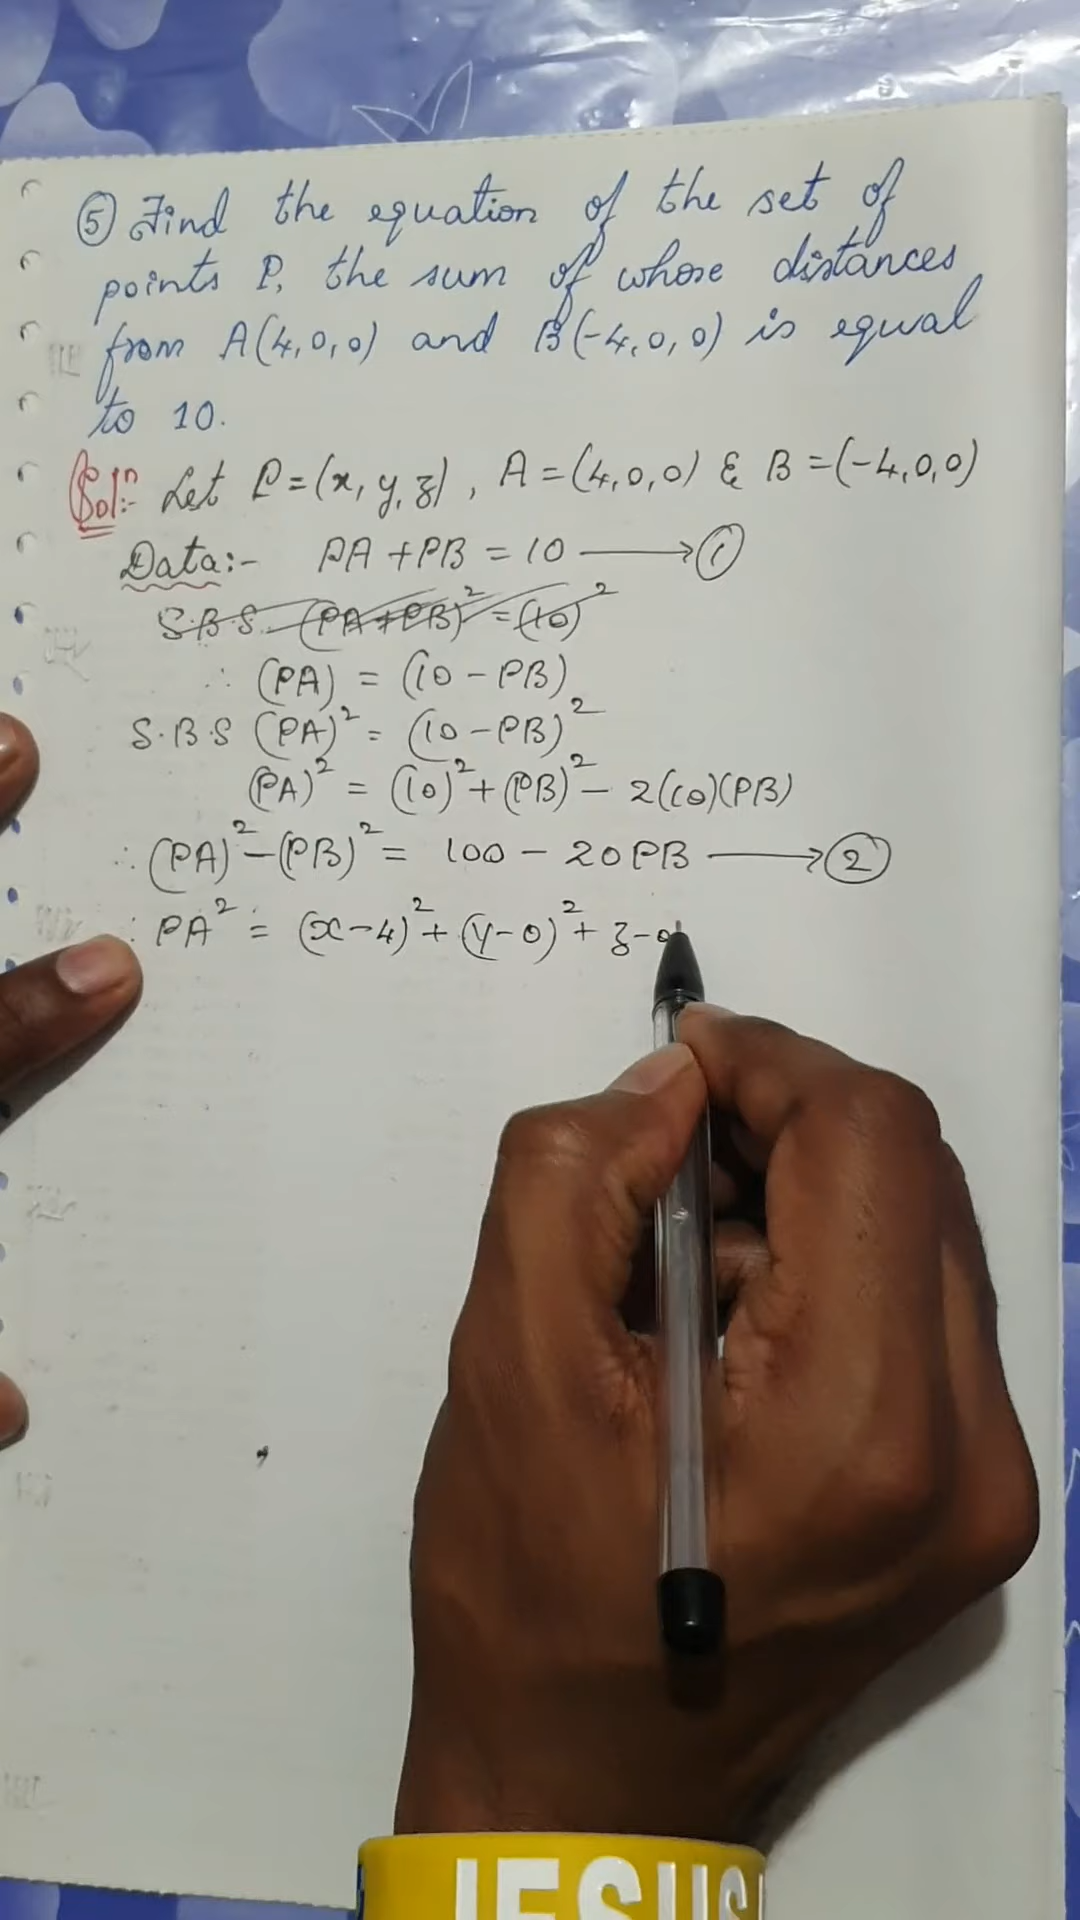 ⑤ Find the equation of the set of
points P, the sum of whose distances
from A(4,0,0) and B(-4,0,0) is equal
to 10.
Solⁿ:- Let P=(x, y, z), A=(4,0,0) & B=(-4,0,0)
Data:- PA+PB = 10 ⟶ ①
S.B.S. (PA+PB)² = (10)²
∴ (PA) = (10-PB)
S.B.S (PA)² = (10-PB)²
(PA)² = (10)²+(PB)²- 2(10)(PB)
∴ (PA)²-(PB)² = 100 - 20PB ⟶ ②
∴ PA² = (x-4)²+(y-0)²+ z-0
JESUS